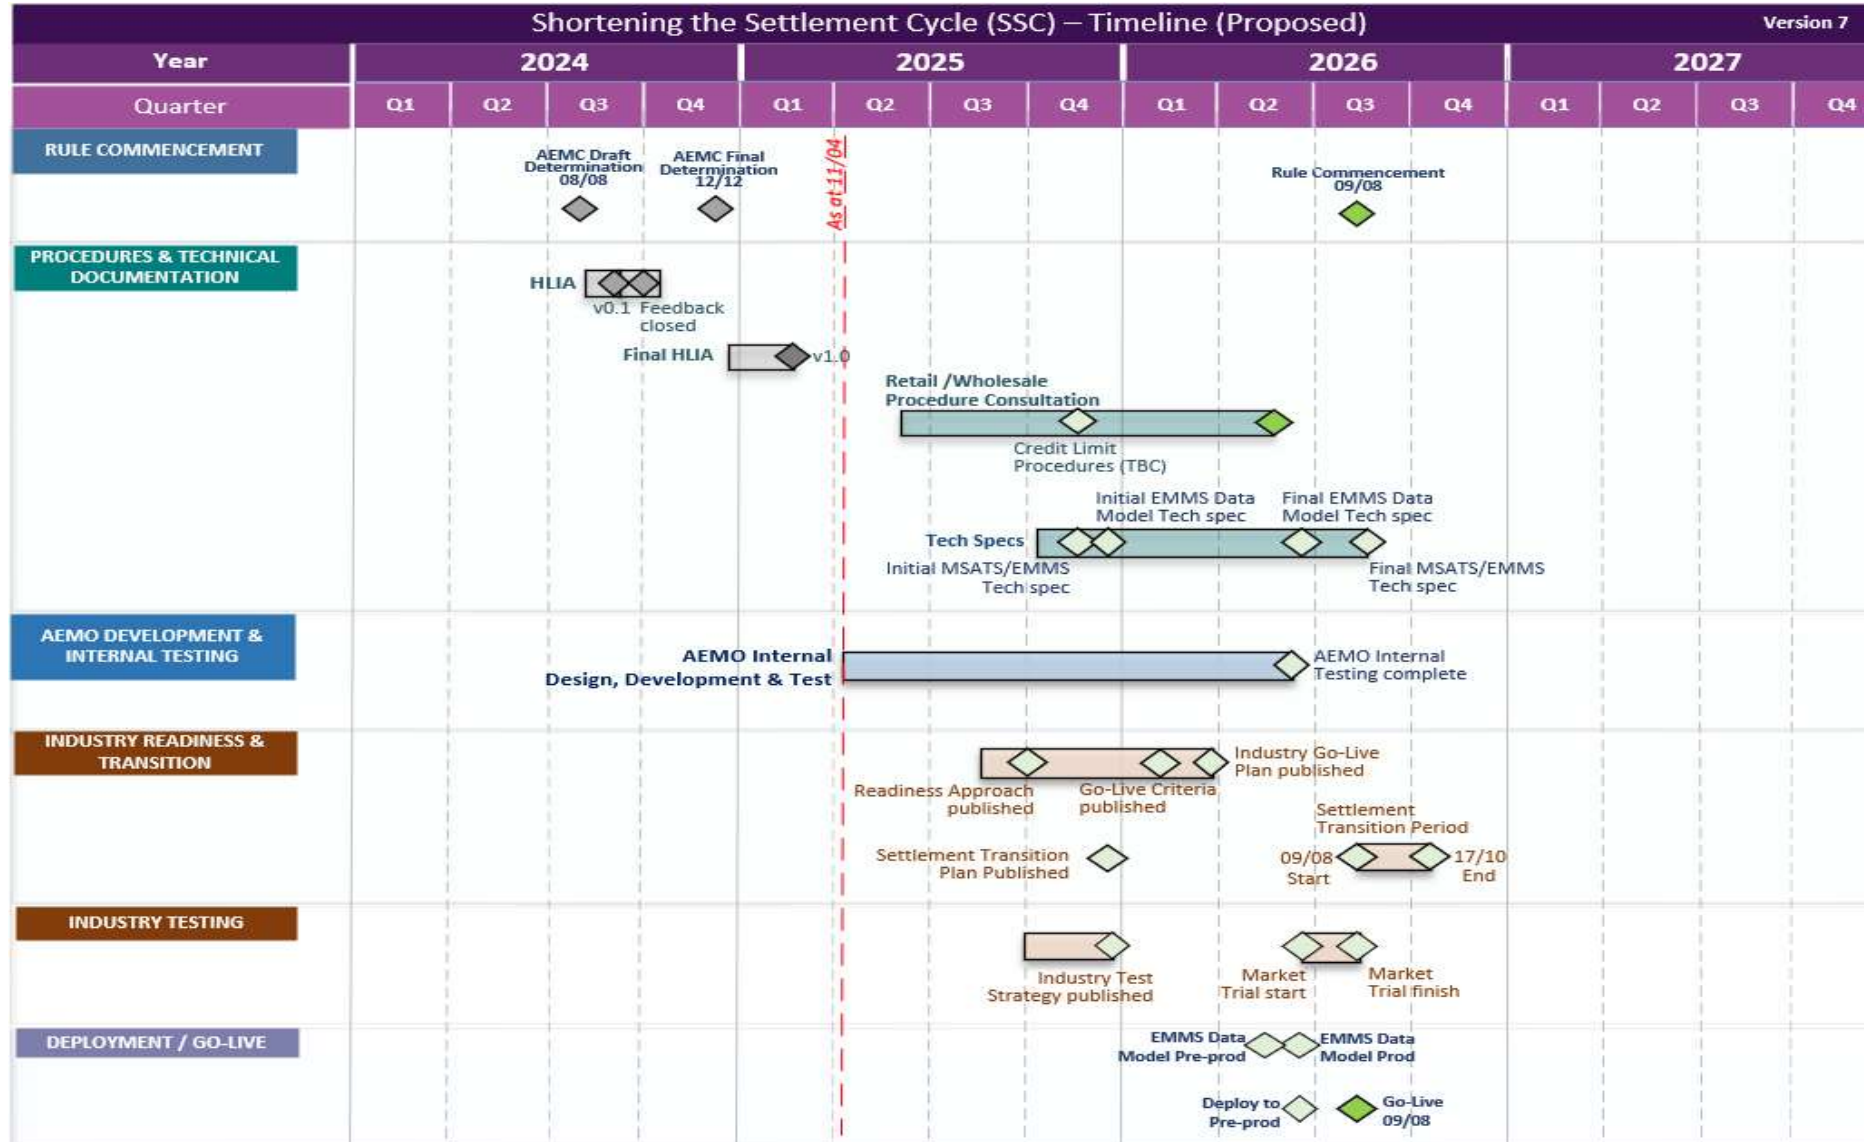 Shortening the Settlement Cycle (SSC) – Timeline (Proposed)
Version 7
Year
2024
2025
2026
2027
Quarter
Q1
Q2
Q3
Q4
Q1
Q2
Q3
Q4
Q1
Q2
Q3
Q4
Q1
Q2
Q3
Q4
RULE COMMENCEMENT
AEMC Draft
Determination
08/08
AEMC Final
Determination
12/12
As at 11/04
Rule Commencement
09/08
PROCEDURES & TECHNICAL
DOCUMENTATION
HLIA
v0.1
Feedback
closed
Final HLIA
v1.0
Retail /Wholesale
Procedure Consultation
Credit Limit
Procedures (TBC)
Initial EMMS Data
Model Tech spec
Final EMMS Data
Model Tech spec
Tech Specs
Initial MSATS/EMMS
Tech spec
Final MSATS/EMMS
Tech spec
AEMO DEVELOPMENT &
INTERNAL TESTING
AEMO Internal
Design, Development & Test
AEMO Internal
Testing complete
INDUSTRY READINESS &
TRANSITION
Industry Go-Live
Plan published
Readiness Approach
published
Go-Live Criteria
published
Settlement
Transition Period
Settlement Transition
Plan Published
09/08
Start
17/10
End
INDUSTRY TESTING
Industry Test
Strategy published
Market
Trial start
Market
Trial finish
DEPLOYMENT / GO-LIVE
EMMS Data
Model Pre-prod
EMMS Data
Model Prod
Deploy to
Pre-prod
Go-Live
09/08